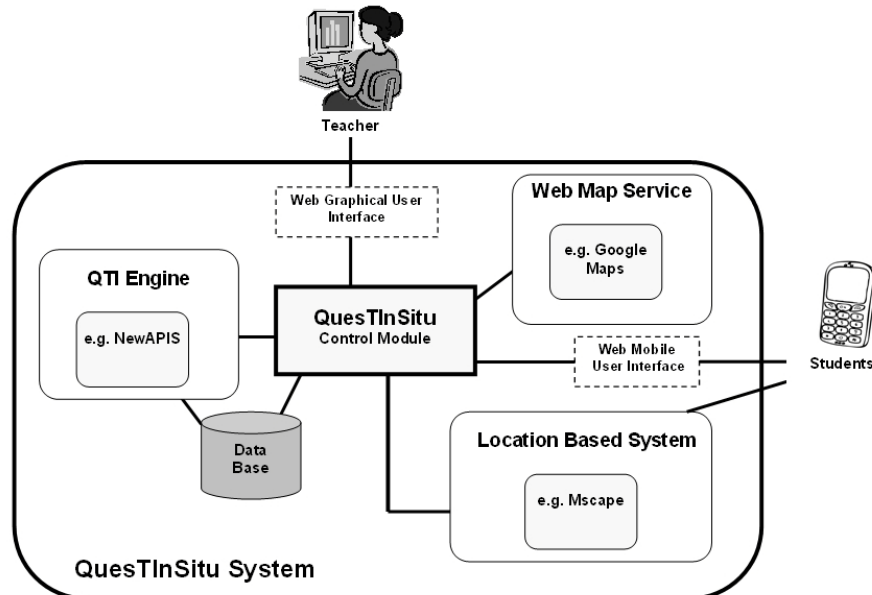 Teacher
Web Graphical User
Interface
Web Map Service
e.g. Google
Maps
QTI Engine
e.g. NewAPIS
QuesTInSitu
Control Module
Web Mobile
User Interface
Students
Data
Base
Location Based System
e.g. Mscape
QuesTInSitu System